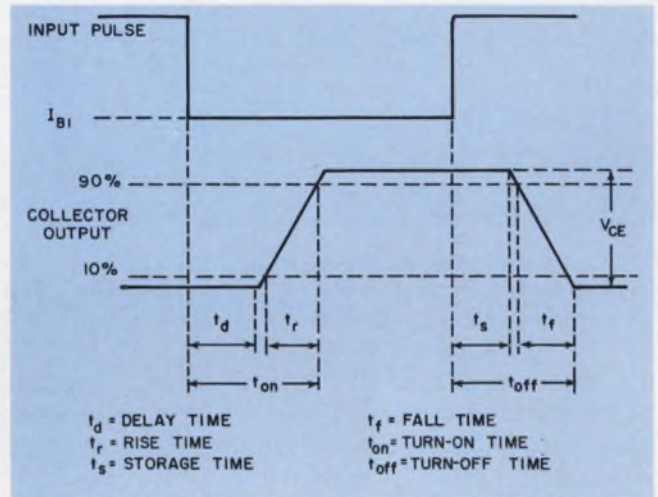 INPUT PULSE
I_B1
90%
COLLECTOR
OUTPUT
10%
V_CE
t_d
t_r
t_s
t_f
t_on
t_off
t_d = DELAY TIME
t_r = RISE TIME
t_s = STORAGE TIME
t_f = FALL TIME
t_on = TURN-ON TIME
t_off = TURN-OFF TIME